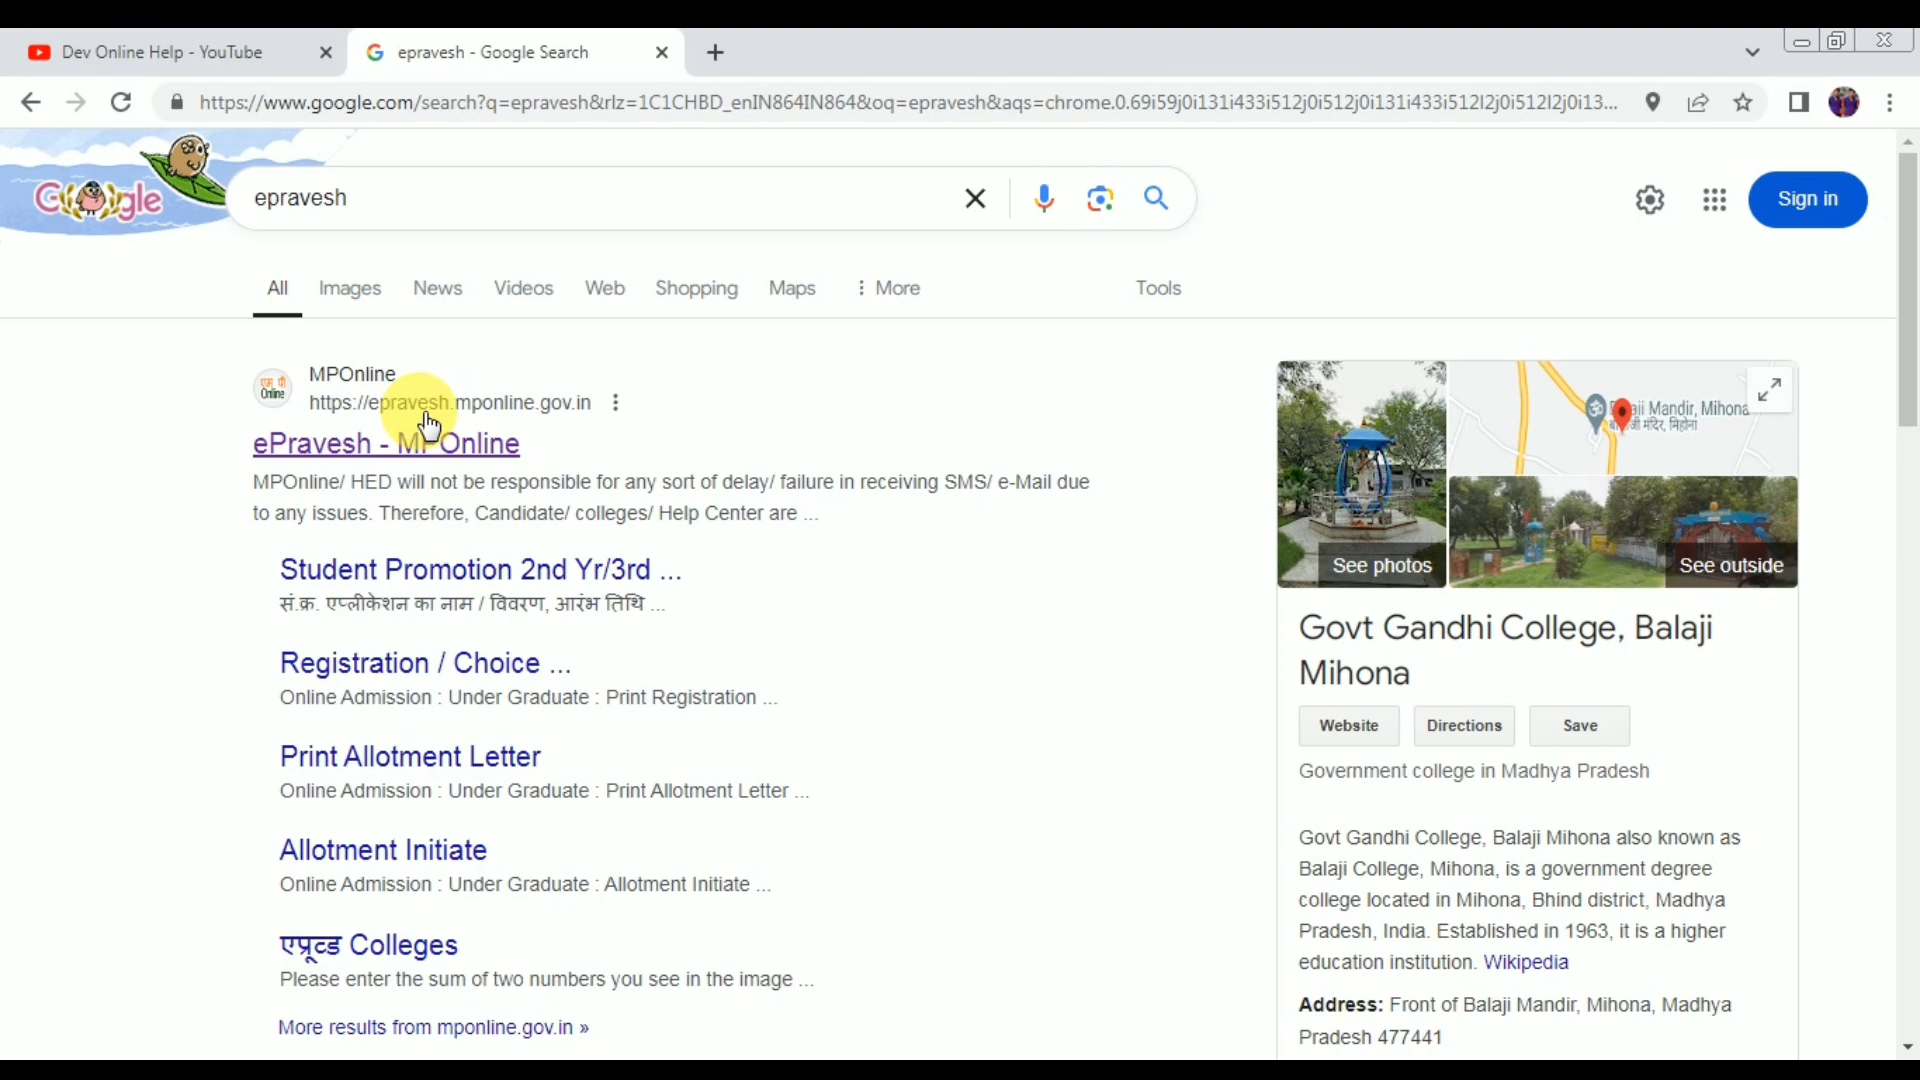 Dev Online Help - YouTube
epravesh - Google Search
https://www.google.com/search?q=epravesh&rlz=1C1CHBD_enIN864IN864&oq=epravesh&aqs=chrome.0.69i59j0i131i433i512j0i512j0i131i433i512l2j0i512l2j0i13...
Google
epravesh
Sign in
All Images News Videos Web Shopping Maps More Tools
एम पी
Online
MPOnline
https://epravesh.mponline.gov.in
ePravesh - MPOnline
MPOnline/ HED will not be responsible for any sort of delay/ failure in receiving SMS/ e-Mail due
to any issues. Therefore, Candidate/ colleges/ Help Center are ...
Student Promotion 2nd Yr/3rd ...
सं.क्र. एप्लीकेशन का नाम / विवरण, आरंभ तिथि ...
Registration / Choice ...
Online Admission : Under Graduate : Print Registration ...
Print Allotment Letter
Online Admission : Under Graduate : Print Allotment Letter ...
Allotment Initiate
Online Admission : Under Graduate : Allotment Initiate ...
एप्रूव्ड Colleges
Please enter the sum of two numbers you see in the image ...
More results from mponline.gov.in »
Mandir, Mihona
मंदिर, मिहोना
See photos
See outside
Govt Gandhi College, Balaji
Mihona
Website Directions Save
Government college in Madhya Pradesh
Govt Gandhi College, Balaji Mihona also known as
Balaji College, Mihona, is a government degree
college located in Mihona, Bhind district, Madhya
Pradesh, India. Established in 1963, it is a higher
education institution. Wikipedia
Address: Front of Balaji Mandir, Mihona, Madhya
Pradesh 477441